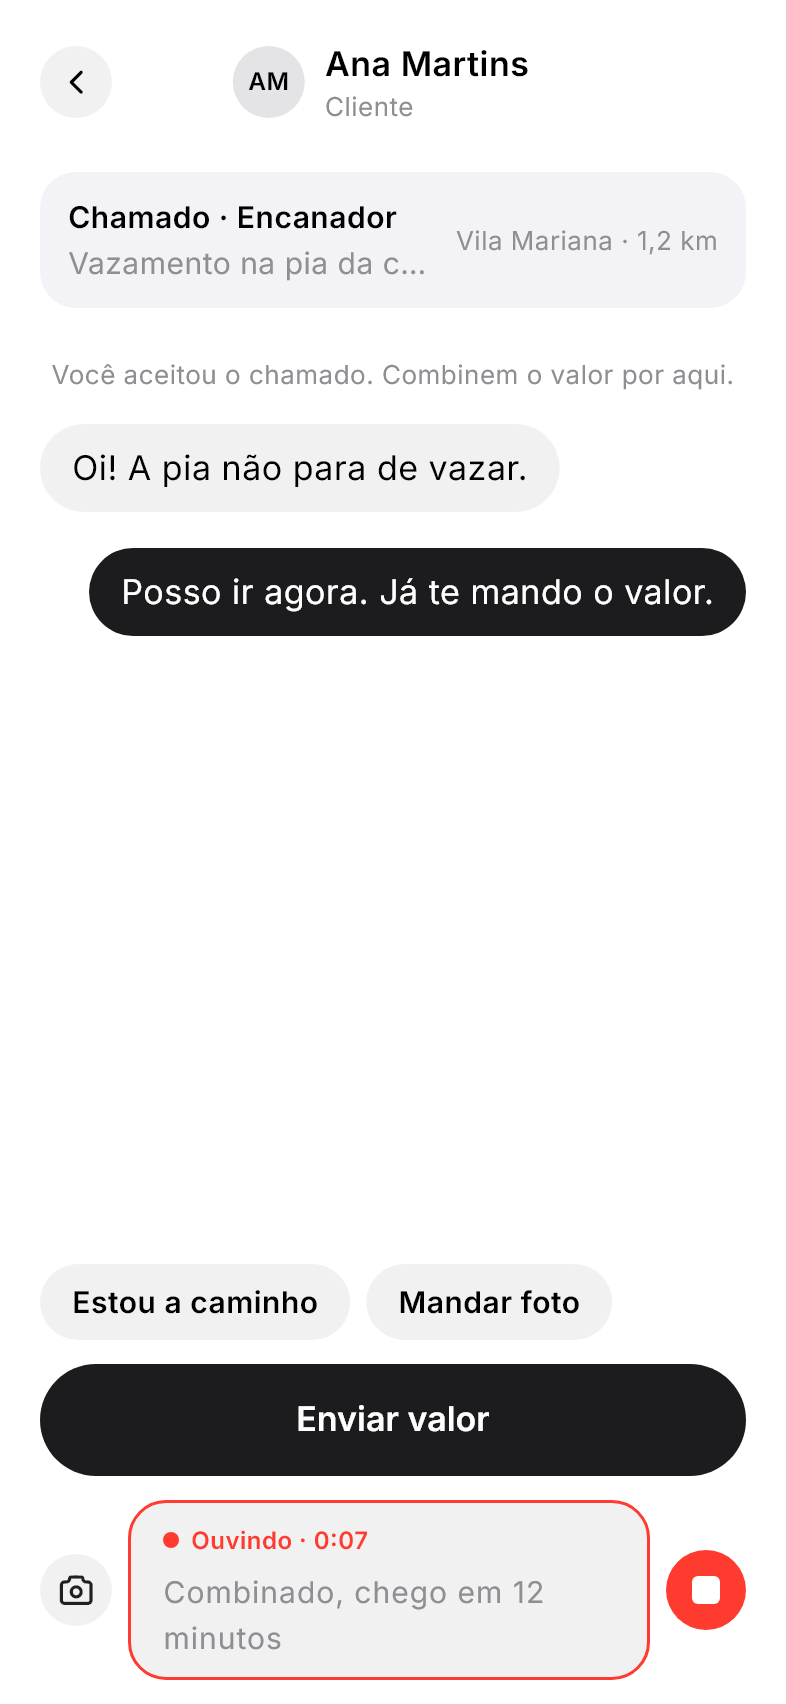 AM
Ana Martins
Cliente
Chamado · Encanador
Vazamento na pia da c...
Vila Mariana · 1,2 km
Você aceitou o chamado. Combinem o valor por aqui.
Oi! A pia não para de vazar.
Posso ir agora. Já te mando o valor.
Estou a caminho
Mandar foto
Enviar valor
Ouvindo · 0:07
Combinado, chego em 12
minutos